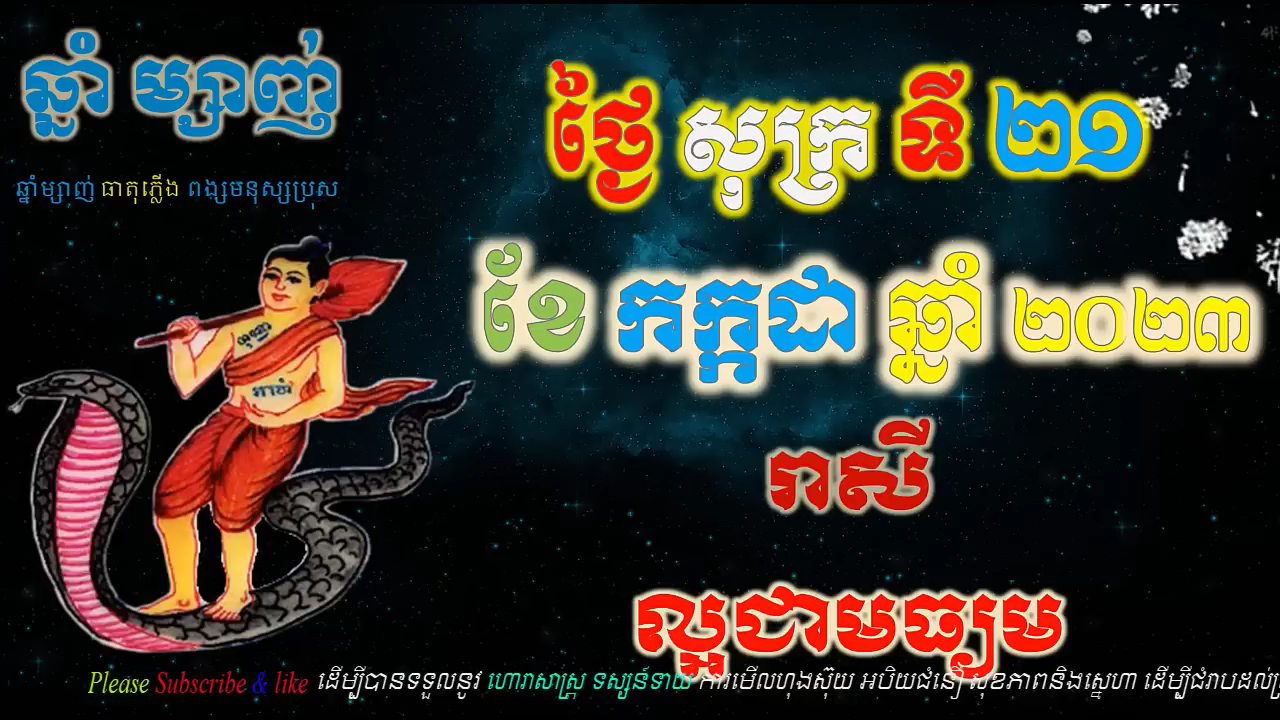 ឆ្នាំ ម្សាញ់
ឆ្នាំម្សាញ់ ធាតុភ្លើង ពង្សមនុស្សប្រុស
ថ្ងៃ សុក្រ ទី ២១
ខែ កក្កដា ឆ្នាំ ២០២៣
រាសី
ល្អជាមធ្យម
Please Subscribe & like ដើម្បីបានទទួលនូវ ហោរាសាស្ត្រ ទស្សន៍ទាយ ការមើលហុងស៊ុយ អបិយជំនឿ សុខភាពនិងស្នេហា ដើម្បីជំរាបដល់